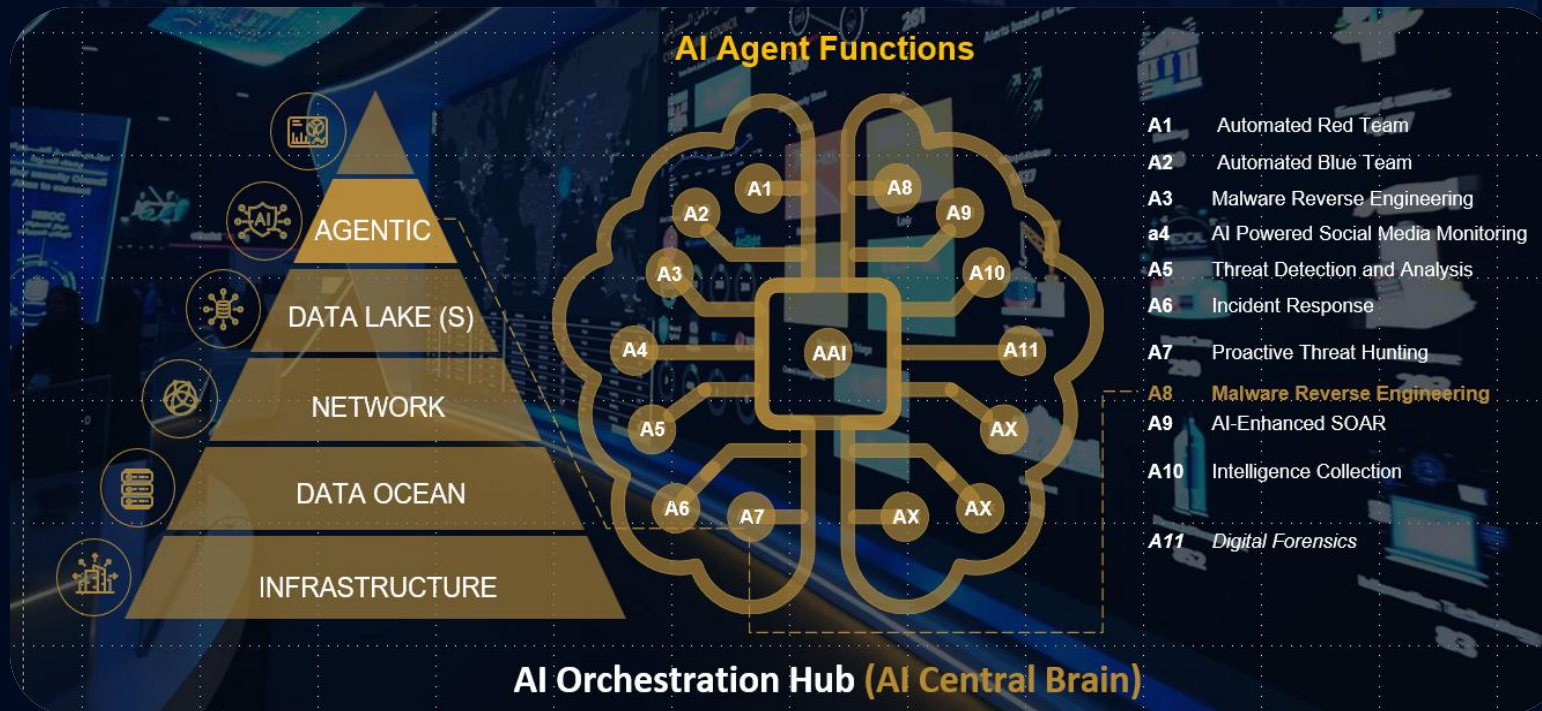 AI Agent Functions
AGENTIC
DATA LAKE (S)
NETWORK
DATA OCEAN
INFRASTRUCTURE
AI
A1
A2
A3
A4
A5
A6
A7
AAI
A8
A9
A10
A11
AX
AX
AX
A1 Automated Red Team
A2 Automated Blue Team
A3 Malware Reverse Engineering
a4 AI Powered Social Media Monitoring
A5 Threat Detection and Analysis
A6 Incident Response
A7 Proactive Threat Hunting
A8 Malware Reverse Engineering
A9 AI-Enhanced SOAR
A10 Intelligence Collection
A11 Digital Forensics
AI Orchestration Hub (AI Central Brain)